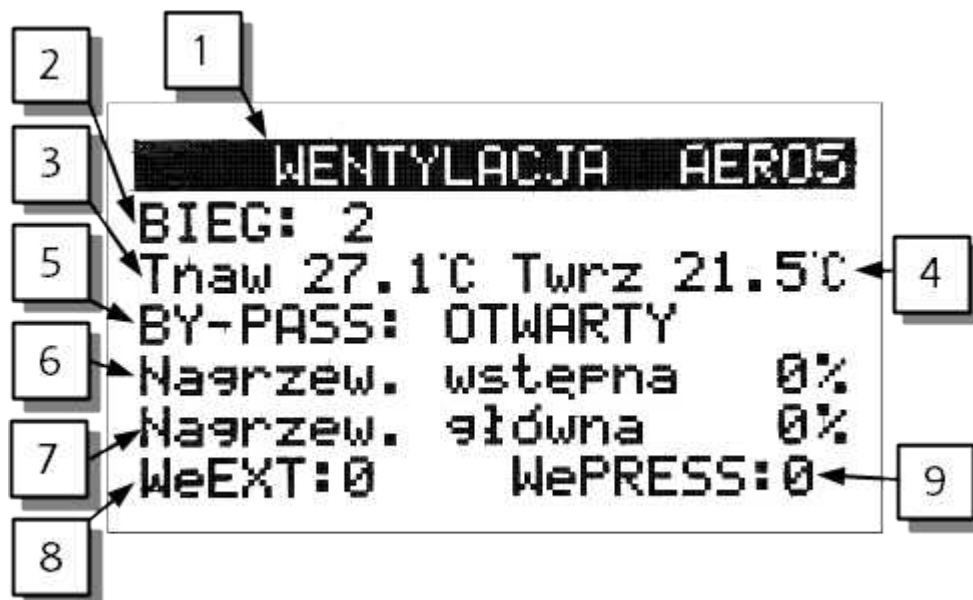 1
2
WENTYLACJA AERO5
3
BIEG: 2
5
Tnaw 27.1°C Twrz 21.5°C
4
BY-PASS: OTWARTY
6
Nagrzew. wstępna 0%
7
Nagrzew. główna 0%
WeEXT:0 WePRESS:0
9
8